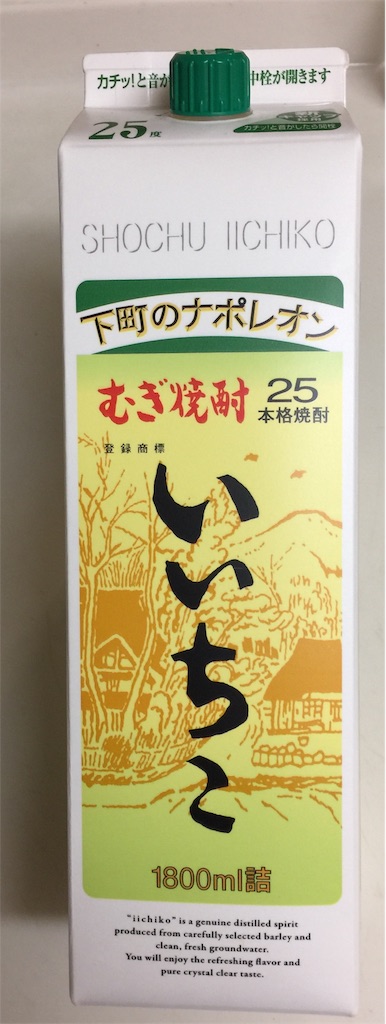 カチッ!と音が 中栓が開きます
25度
カチッ!と音がしたら開栓
SHOCHU IICHIKO
下町のナポレオン
むぎ焼酎 25
本格焼酎
登録商標
いいちこ
1800ml詰
"iichiko" is a genuine distilled spirit
produced from carefully selected barley and
clean, fresh groundwater.
You will enjoy the refreshing flavor and
pure crystal clear taste.